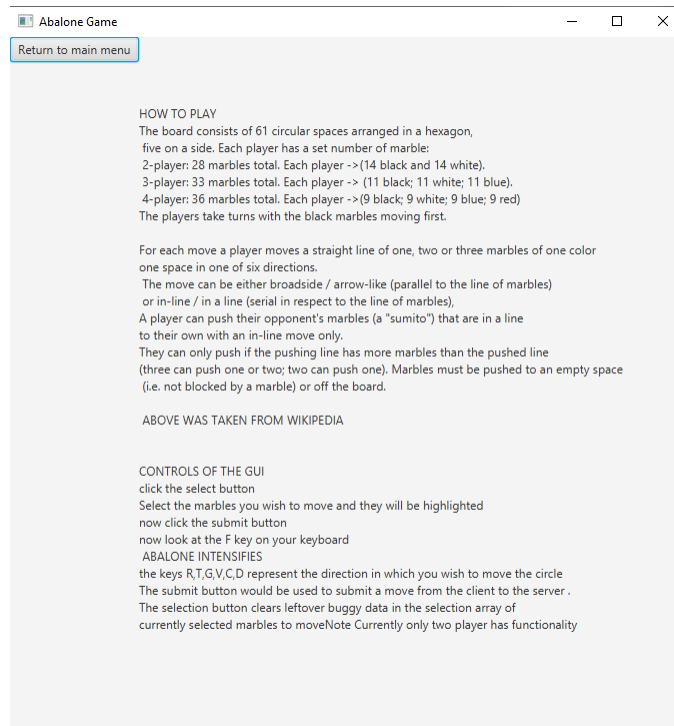 Abalone Game
Return to main menu
HOW TO PLAY
The board consists of 61 circular spaces arranged in a hexagon,
five on a side. Each player has a set number of marble:
2-player: 28 marbles total. Each player ->(14 black and 14 white).
3-player: 33 marbles total. Each player -> (11 black; 11 white; 11 blue).
4-player: 36 marbles total. Each player ->(9 black; 9 white; 9 blue; 9 red)
The players take turns with the black marbles moving first.
For each move a player moves a straight line of one, two or three marbles of one color
one space in one of six directions.
The move can be either broadside / arrow-like (parallel to the line of marbles)
or in-line / in a line (serial in respect to the line of marbles),
A player can push their opponent's marbles (a "sumito") that are in a line
to their own with an in-line move only.
They can only push if the pushing line has more marbles than the pushed line
(three can push one or two; two can push one). Marbles must be pushed to an empty space
(i.e. not blocked by a marble) or off the board.
ABOVE WAS TAKEN FROM WIKIPEDIA
CONTROLS OF THE GUI
click the select button
Select the marbles you wish to move and they will be highlighted
now click the submit button
now look at the F key on your keyboard
ABALONE INTENSIFIES
the keys R,T,G,V,C,D represent the direction in which you wish to move the circle
The submit button would be used to submit a move from the client to the server .
The selection button clears leftover buggy data in the selection array of
currently selected marbles to moveNote Currently only two player has functionality